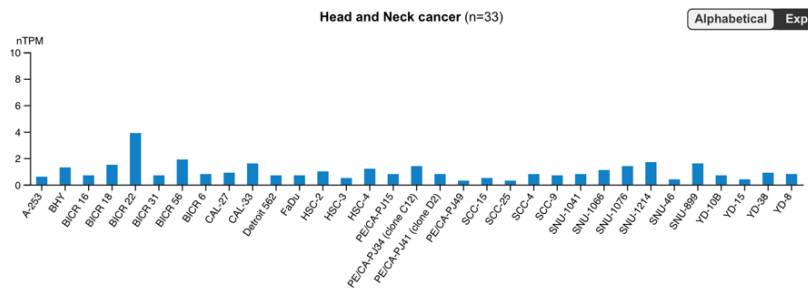 Head and Neck cancer (n=33)
Alphabetical
Exp
nTPM
10
8
6
4
2
0
A-253
BHY
BICR 16
BICR 18
BICR 22
BICR 31
BICR 56
BICR 6
CAL-27
CAL-33
Detroit 562
FaDu
HSC-2
HSC-3
HSC-4
PE/CA-PJ15
PE/CA-PJ34 (clone C12)
PE/CA-PJ41 (clone D2)
PE/CA-PJ49
SCC-15
SCC-25
SCC-4
SCC-9
SNU-1041
SNU-1066
SNU-1076
SNU-1214
SNU-46
SNU-899
YD-10B
YD-15
YD-38
YD-8